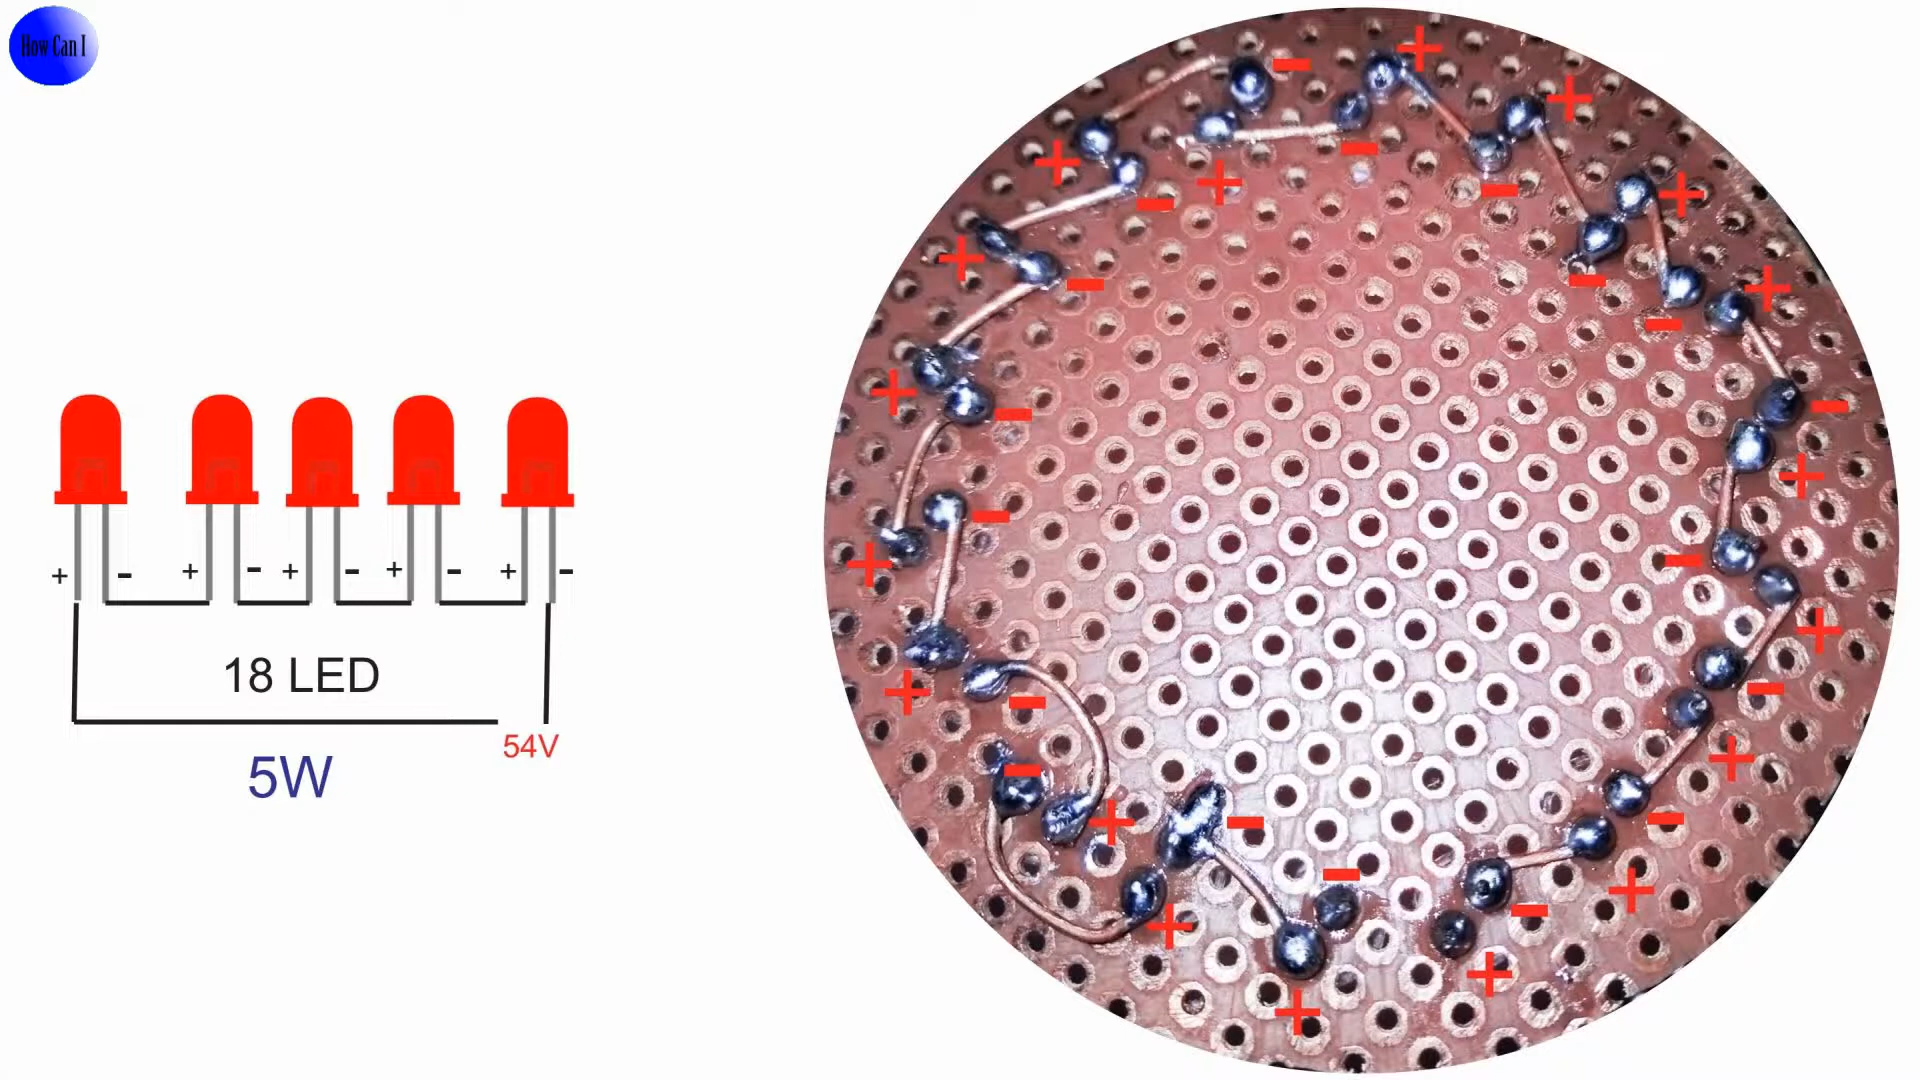 How Can I
+ - + - + - + - + -
18 LED
54V
5W